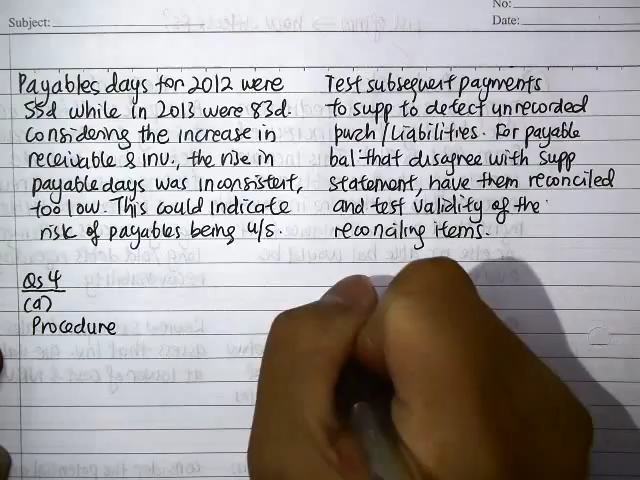 No:
Subject:
Date:
Payables days for 2012 were
55d while in 2013 were 83d.
Considering the increase in
receivable & inv., the rise in
payable days was inconsistent,
too low. This could indicate
risk of payables being u/s.
Test subsequent payments
to supp to detect unrecorded
purch/liabilities. For payable
bal that disagree with supp
statement, have them reconciled
and test validity of the
reconciling items.
Qs 4
(a)
Procedure